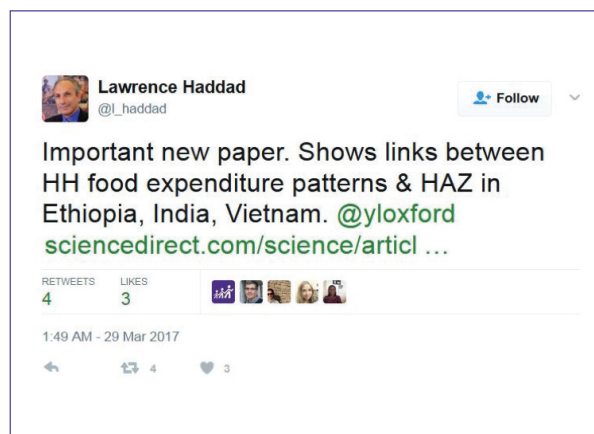 Lawrence Haddad
@l_haddad
Follow
Important new paper. Shows links between
HH food expenditure patterns & HAZ in
Ethiopia, India, Vietnam. @yloxford
sciencedirect.com/science/articl ...
RETWEETS LIKES
4 3
1:49 AM - 29 Mar 2017
4 3